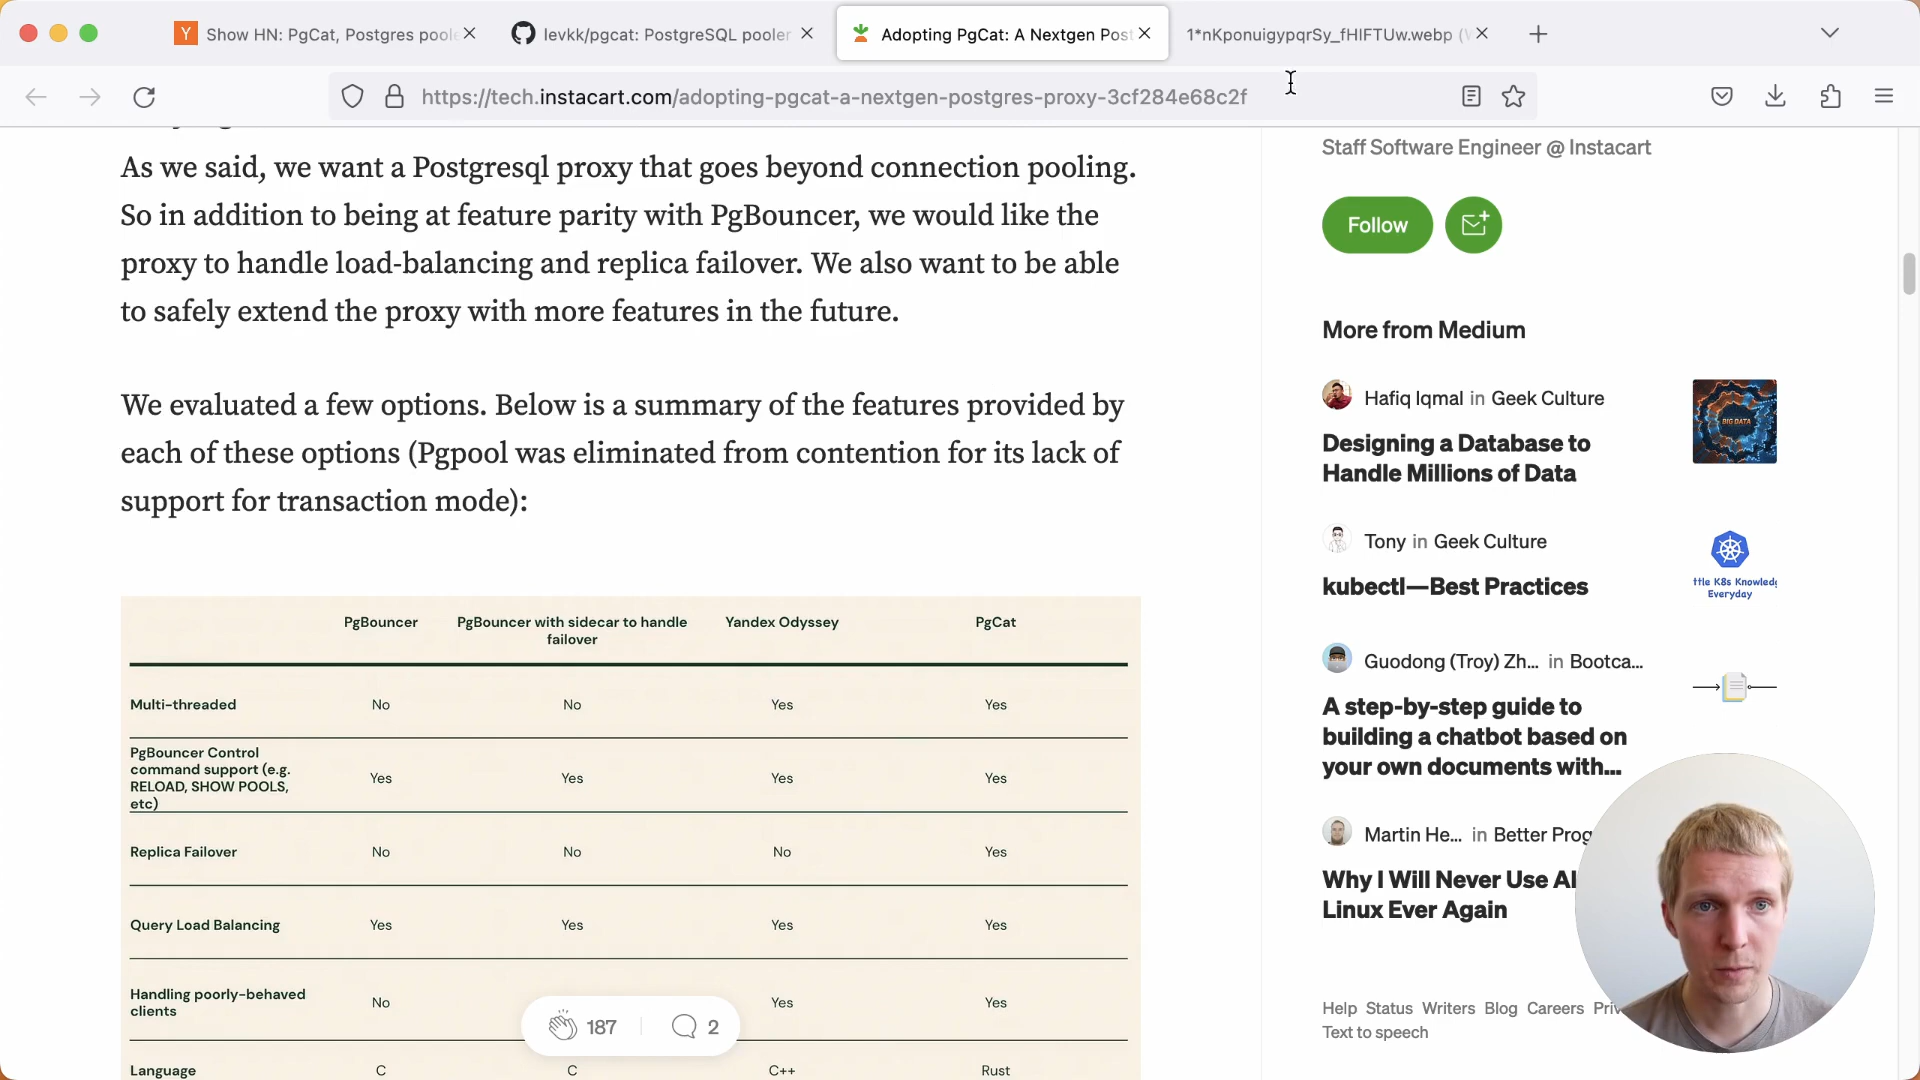 Show HN: PgCat, Postgres poole
levkk/pgcat: PostgreSQL pooler
Adopting PgCat: A Nextgen Post
1*nKponuigypqrSy_fHIFTUw.webp (
https://tech.instacart.com/adopting-pgcat-a-nextgen-postgres-proxy-3cf284e68c2f
As we said, we want a Postgresql proxy that goes beyond connection pooling.
So in addition to being at feature parity with PgBouncer, we would like the
proxy to handle load-balancing and replica failover. We also want to be able
to safely extend the proxy with more features in the future.
We evaluated a few options. Below is a summary of the features provided by
each of these options (Pgpool was eliminated from contention for its lack of
support for transaction mode):
PgBouncer PgBouncer with sidecar to handle failover Yandex Odyssey PgCat
Multi-threaded No No Yes Yes
PgBouncer Control
command support (e.g.
RELOAD, SHOW POOLS,
etc) Yes Yes Yes Yes
Replica Failover No No No Yes
Query Load Balancing Yes Yes Yes Yes
Handling poorly-behaved
clients No Yes Yes
187 2
Language C C C++ Rust
Staff Software Engineer @ Instacart
Follow
More from Medium
Hafiq Iqmal in Geek Culture
Designing a Database to
Handle Millions of Data
BIG DATA
Tony in Geek Culture
kubectl—Best Practices
ttle K8s Knowledg
Everyday
Guodong (Troy) Zh... in Bootca...
A step-by-step guide to
building a chatbot based on
your own documents with...
Martin He... in Better Prog
Why I Will Never Use Al
Linux Ever Again
Help Status Writers Blog Careers Priv
Text to speech